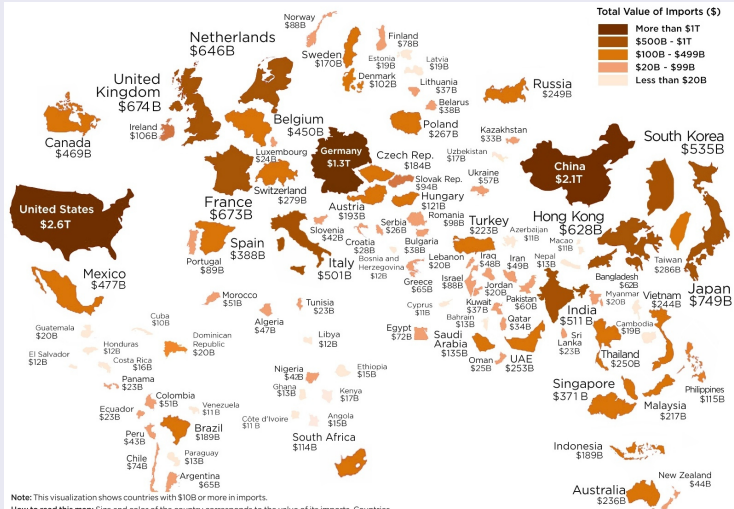 Total Value of Imports ($)
More than $1T
$500B - $1T
$100B - $499B
$20B - $99B
Less than $20B
Norway
$88B
Netherlands
$646B
Sweden
$170B
Finland
$78B
Estonia
$19B
Latvia
$19B
Denmark
$102B
Lithuania
$37B
Belarus
$38B
Russia
$249B
United
Kingdom
$674B
Ireland
$106B
Canada
$469B
Belgium
$450B
Poland
$267B
Luxembourg
$24B
Germany
$1.3T
Czech Rep.
$184B
Kazakhstan
$33B
Uzbekistan
$17B
Ukraine
$57B
China
$2.1T
South Korea
$535B
Switzerland
$279B
Slovak Rep.
$94B
France
$673B
Austria
$193B
Hungary
$121B
United States
$2.6T
Spain
$388B
Portugal
$89B
Italy
$501B
Slovenia
$42B
Croatia
$28B
Serbia
$26B
Romania
$98B
Bulgaria
$38B
Bosnia and
Herzegovina
$12B
Turkey
$223B
Azerbaijan
$11B
Hong Kong
$628B
Macao
$11B
Taiwan
$286B
Japan
$749B
Mexico
$477B
Greece
$65B
Lebanon
$20B
Israel
$88B
Iraq
$48B
Iran
$49B
Nepal
$13B
Jordan
$20B
Bangladesh
$62B
Morocco
$51B
Algeria
$47B
Tunisia
$23B
Cyprus
$11B
Kuwait
$37B
Pakistan
$60B
India
$511B
Myanmar
$20B
Vietnam
$244B
Guatemala
$20B
Cuba
$10B
Honduras
$12B
Dominican
Republic
$20B
El Salvador
$12B
Costa Rica
$16B
Libya
$12B
Egypt
$72B
Bahrain
$13B
Qatar
$34B
Saudi
Arabia
$135B
Oman
$25B
UAE
$253B
Sri
Lanka
$23B
Cambodia
$19B
Thailand
$250B
Panama
$23B
Colombia
$51B
Ecuador
$23B
Venezuela
$11B
Nigeria
$42B
Ethiopia
$15B
Ghana
$13B
Kenya
$17B
Côte d'Ivoire
$11B
Angola
$15B
Singapore
$371B
Malaysia
$217B
Philippines
$115B
Peru
$43B
Brazil
$189B
Paraguay
$13B
Chile
$74B
Argentina
$65B
South Africa
$114B
Indonesia
$189B
Australia
$236B
New Zealand
$44B
Note: This visualization shows countries with $10B or more in imports.